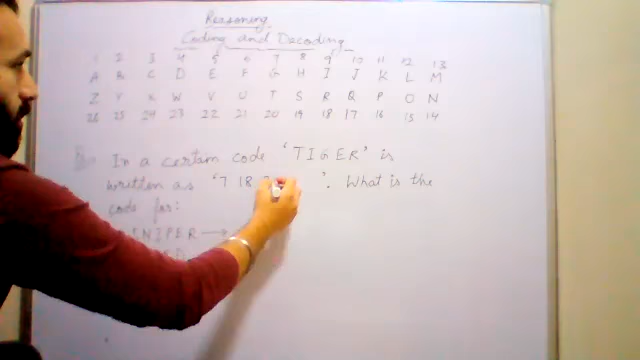 Reasoning
Coding and Decoding
1 2 3 4 5 6 7 8 9 10 11 12 13
A B C D E F G H I J K L M
Z Y X W V U T S R Q P O N
26 25 24 23 22 21 20 19 18 17 16 15 14
In a certain code 'TIGER' is
written as '7 18 '. What is the
code for:
SNIPER →